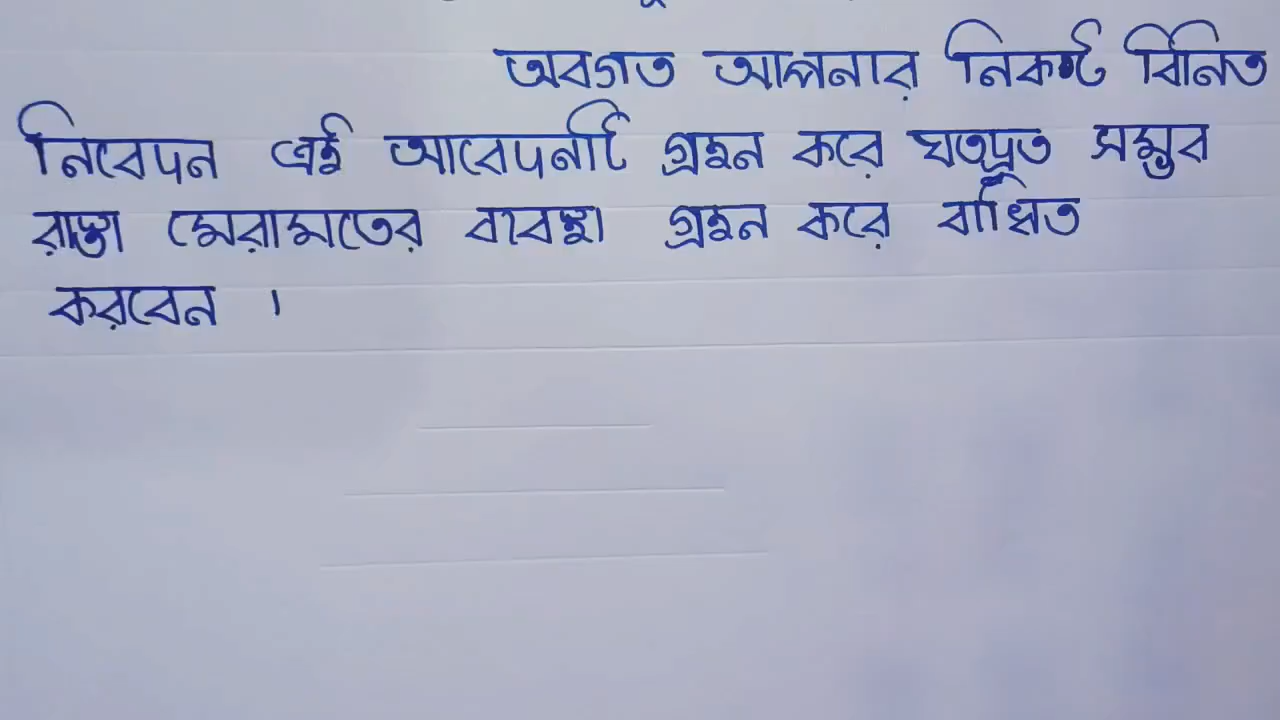 অবগত আপনার নিকট বিনিত
নিবেদন এই আবেদনটি গ্রহন করে যতদ্রুত সম্ভব
রাস্তা মেরামতের ব্যবস্থা গ্রহন করে বাধিত
করবেন ।